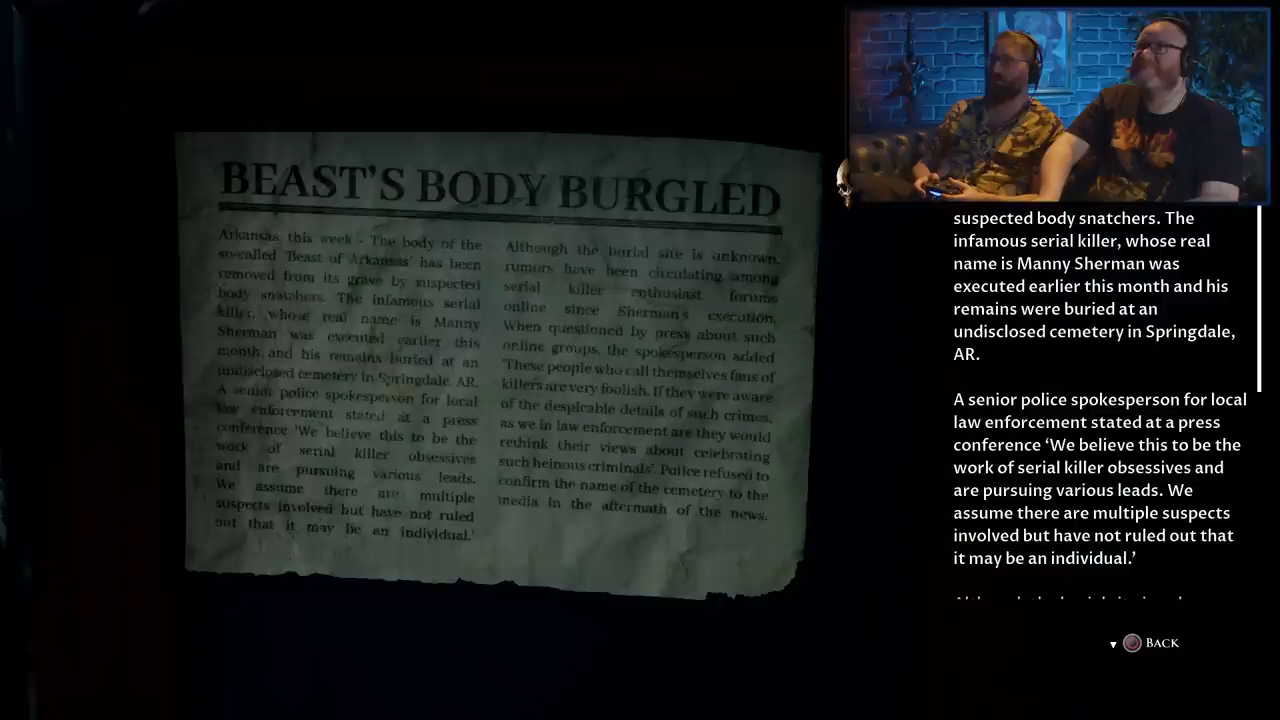 BEAST'S BODY BURGLED
Arkansas, this week - The body of the
so-called 'Beast of Arkansas' has been
removed from its grave by suspected
body snatchers. The infamous serial
killer, whose real name is Manny
Sherman was executed earlier this
month and his remains buried at an
undisclosed cemetery in Springdale, AR.
A senior police spokesperson for local
law enforcement stated at a press
conference 'We believe this to be the
work of serial killer obsessives
and are pursuing various leads.
We assume there are multiple
suspects involved but have not ruled
out that it may be an individual.'
Although the burial site is unknown,
rumors have been circulating among
serial killer enthusiast forums
online since Sherman's execution.
When questioned by press about such
online groups, the spokesperson added
'These people who call themselves fans of
killers are very foolish. If they were aware
of the despicable details of such crimes,
as we in law enforcement are they would
rethink their views about celebrating
such heinous criminals'. Police refused to
confirm the name of the cemetery to the
media in the aftermath of the news.
suspected body snatchers. The
infamous serial killer, whose real
name is Manny Sherman was
executed earlier this month and his
remains were buried at an
undisclosed cemetery in Springdale,
AR.
A senior police spokesperson for local
law enforcement stated at a press
conference ‘We believe this to be the
work of serial killer obsessives and
are pursuing various leads. We
assume there are multiple suspects
involved but have not ruled out that
it may be an individual.’
BACK